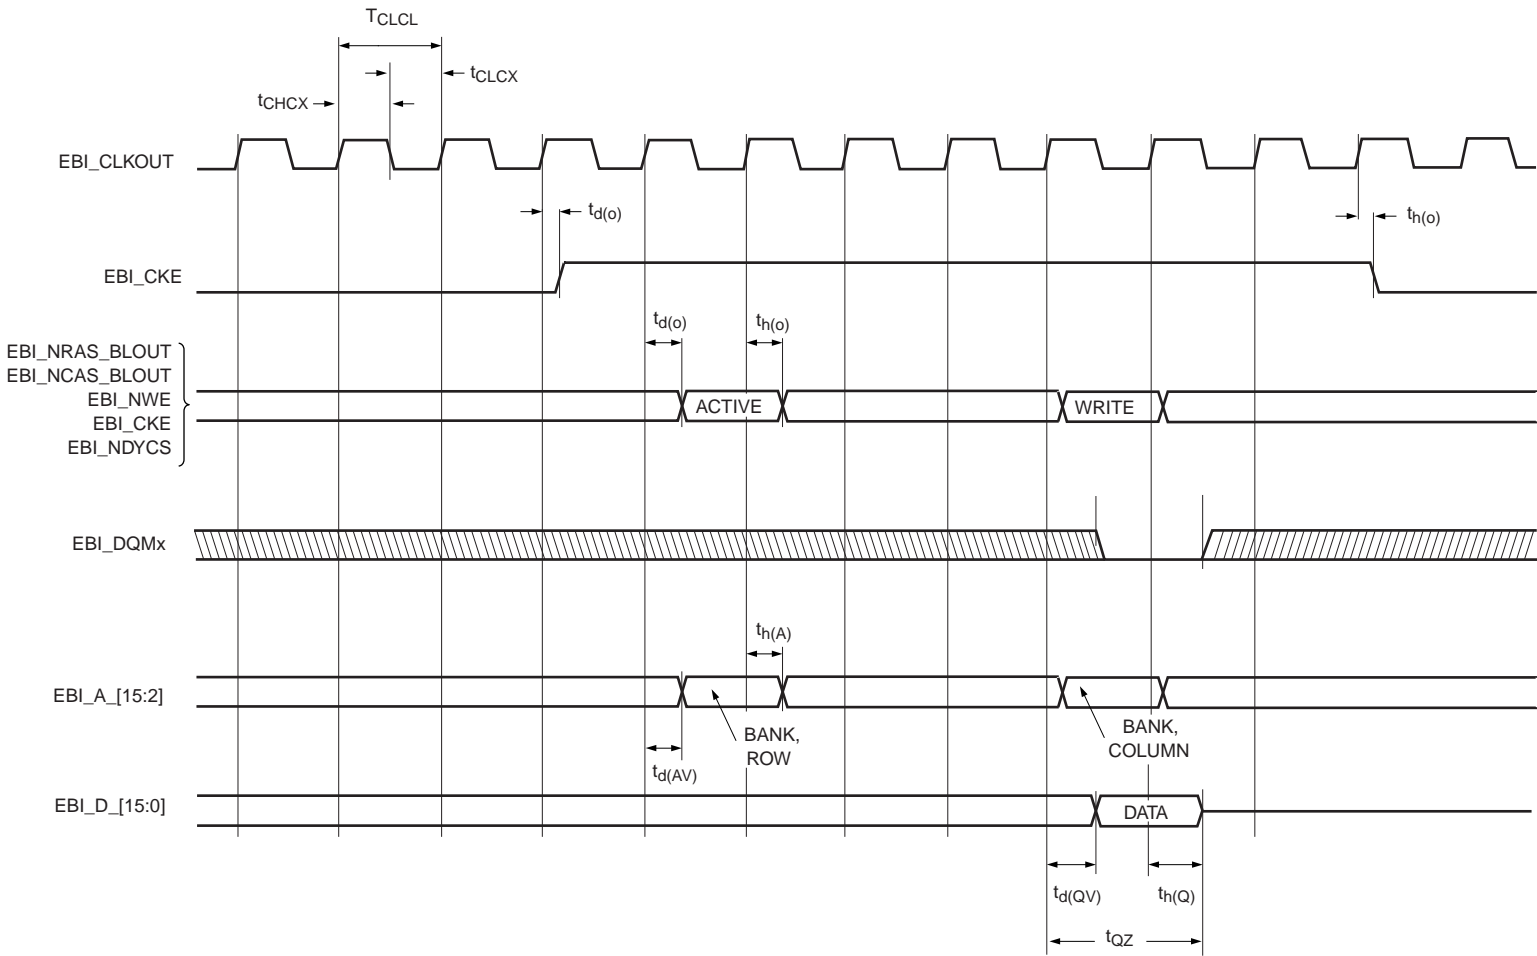 TCLCL
tCLCX
tCHCX
EBI_CLKOUT
td(o)
th(o)
EBI_CKE
td(o)
th(o)
EBI_NRAS_BLOUT
EBI_NCAS_BLOUT
EBI_NWE
EBI_CKE
EBI_NDYCS
ACTIVE
WRITE
EBI_DQMx
th(A)
EBI_A_[15:2]
BANK,
ROW
BANK,
COLUMN
td(AV)
EBI_D_[15:0]
DATA
td(QV)
th(Q)
tQZ